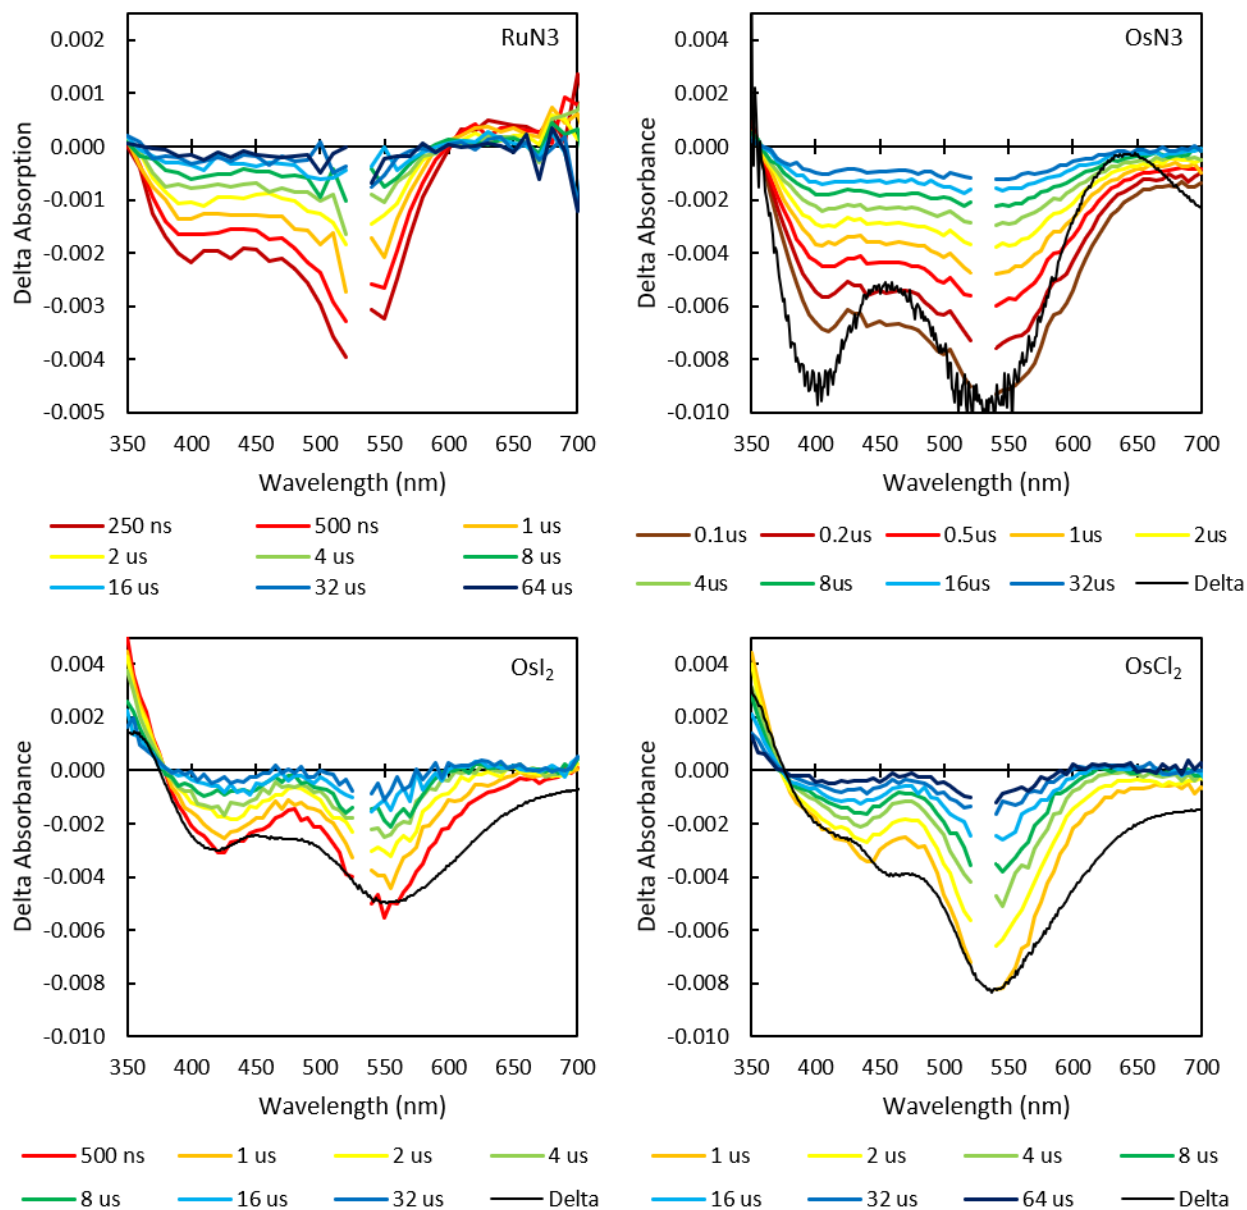 RuN3
Delta Absorption
0.002
0.001
0.000
-0.001
-0.002
-0.003
-0.004
-0.005
350 400 450 500 550 600 650 700
Wavelength (nm)
250 ns 500 ns 1 us
2 us 4 us 8 us
16 us 32 us 64 us
OsN3
Delta Absorbance
0.004
0.002
0.000
-0.002
-0.004
-0.006
-0.008
-0.010
350 400 450 500 550 600 650 700
Wavelength (nm)
0.1us 0.2us 0.5us 1us 2us
4us 8us 16us 32us Delta
OsI₂
Delta Absorbance
0.004
0.002
0.000
-0.002
-0.004
-0.006
-0.008
-0.010
350 400 450 500 550 600 650 700
Wavelength (nm)
500 ns 1 us 2 us 4 us
8 us 16 us 32 us Delta
OsCl₂
Delta Absorbance
0.004
0.002
0.000
-0.002
-0.004
-0.006
-0.008
-0.010
350 400 450 500 550 600 650 700
Wavelength (nm)
1 us 2 us 4 us 8 us
16 us 32 us 64 us Delta